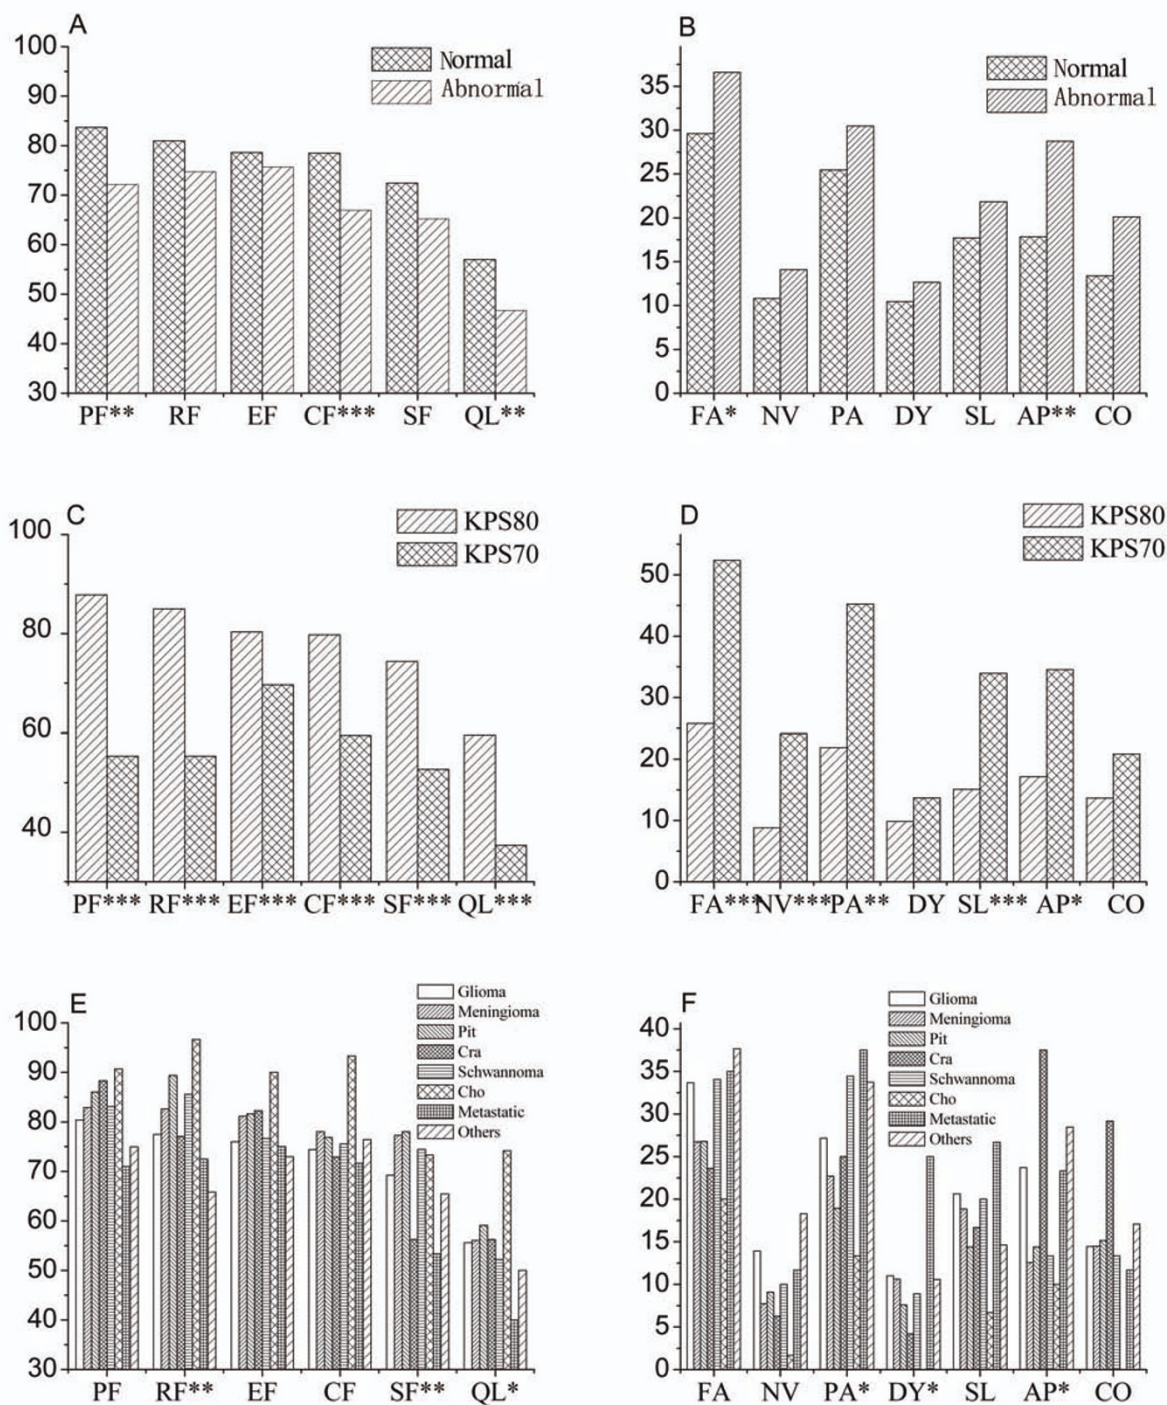 A
100
90
80
70
60
50
40
30
Normal
Abnormal
PF** RF EF CF*** SF QL**
B
35
30
25
20
15
10
5
0
Normal
Abnormal
FA* NV PA DY SL AP** CO
C
100
80
60
40
KPS80
KPS70
PF*** RF*** EF*** CF*** SF*** QL***
D
50
40
30
20
10
0
KPS80
KPS70
FA*** NV*** PA** DY SL*** AP* CO
E
100
90
80
70
60
50
40
30
Glioma
Meningioma
Pit
Cra
Schwannoma
Cho
Metastatic
Others
PF RF** EF CF SF** QL*
F
40
35
30
25
20
15
10
5
0
Glioma
Meningioma
Pit
Cra
Schwannoma
Cho
Metastatic
Others
FA NV PA* DY* SL AP* CO